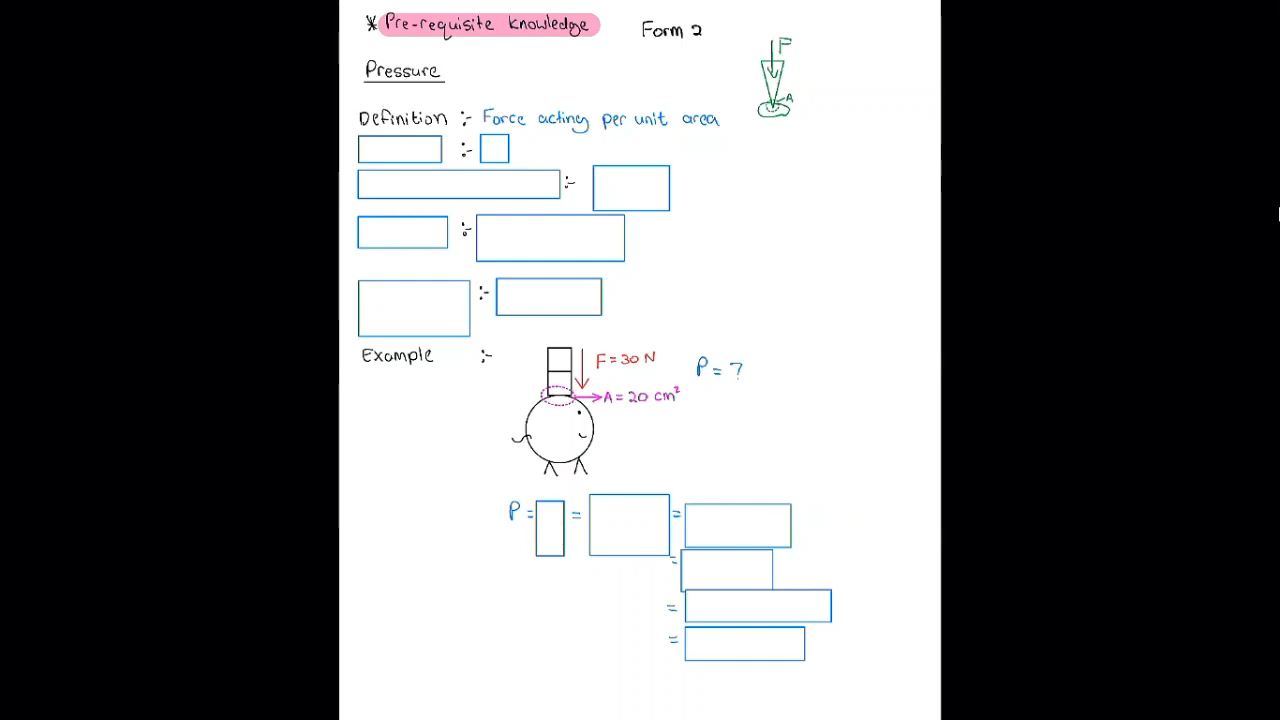 * Pre-requisite knowledge Form 2
F
Pressure
A
Definition :- Force acting per unit area
:-
:-
:-
:-
Example :-
F = 30 N
P = ?
A = 20 cm²
P = = =
=
=
=